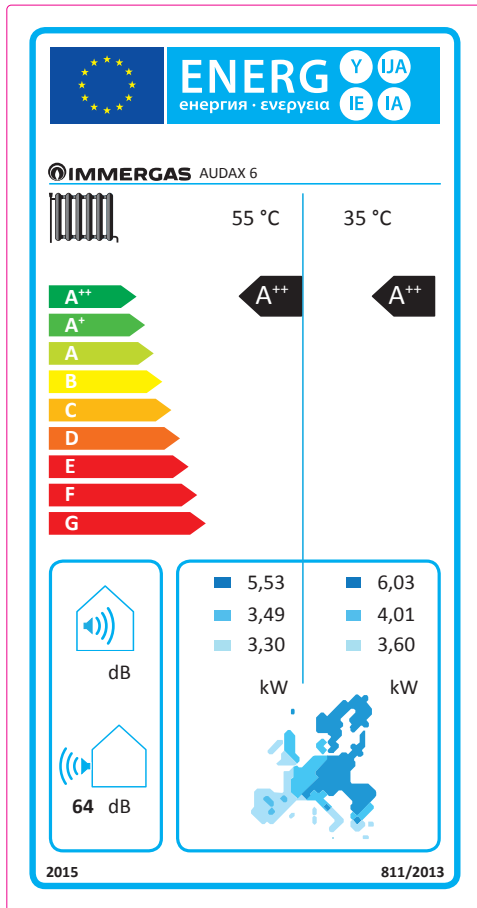 ENERG Y IJA
енергия · ενεργεια IE IA
IMMERGAS AUDAX 6
55 °C 35 °C
A++ A++ A++
A+
A
B
C
D
E
F
G
5,53 6,03
3,49 4,01
3,30 3,60
kW kW
dB
64 dB
2015 811/2013